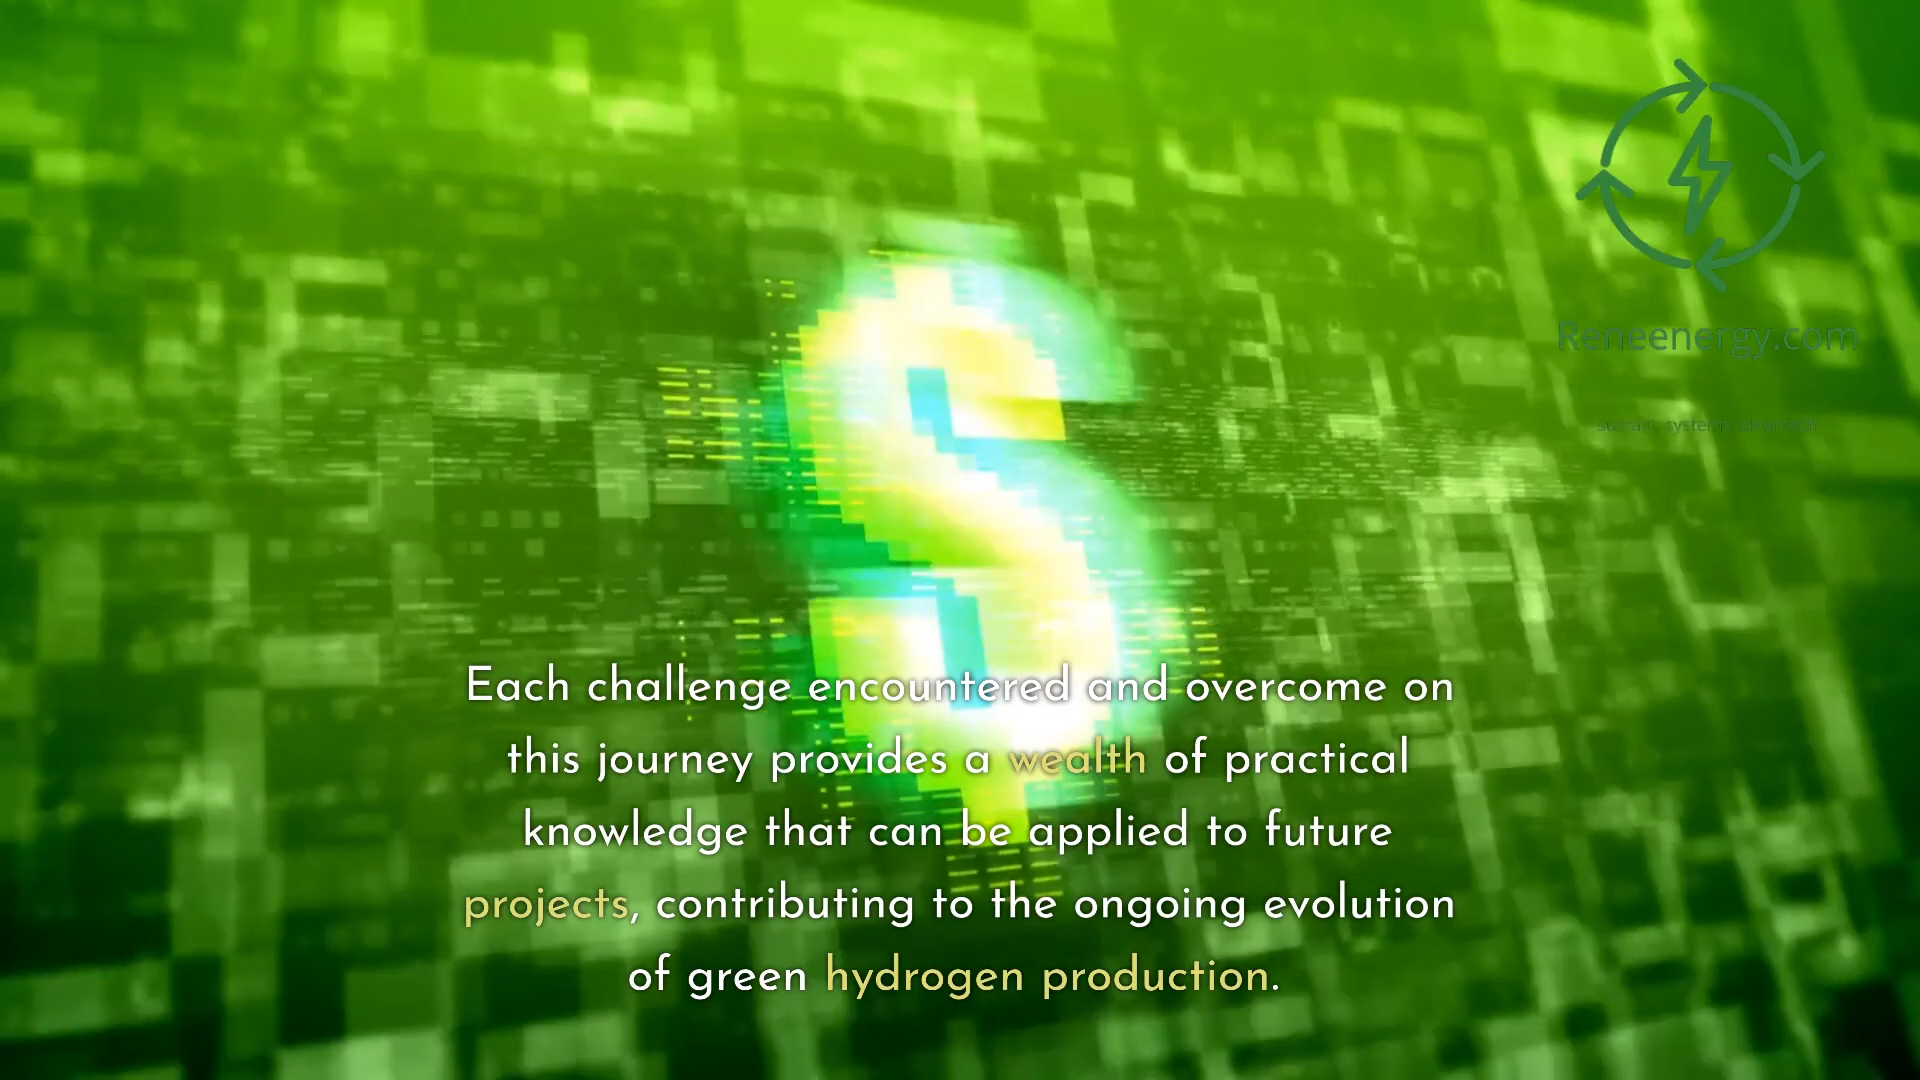 Reneenergy.com
Each challenge encountered and overcome on
this journey provides a wealth of practical
knowledge that can be applied to future
projects, contributing to the ongoing evolution
of green hydrogen production.